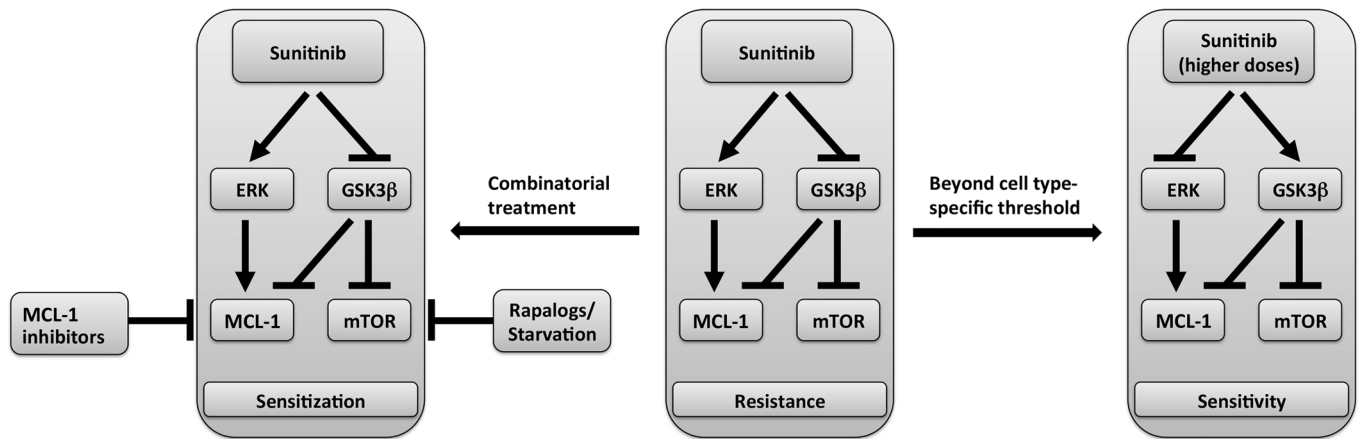 Sunitinib
ERK
GSK3β
MCL-1
mTOR
Sensitization
MCL-1
inhibitors
Rapalogs/
Starvation
Combinatorial
treatment
Sunitinib
ERK
GSK3β
MCL-1
mTOR
Resistance
Beyond cell type-
specific threshold
Sunitinib
(higher doses)
ERK
GSK3β
MCL-1
mTOR
Sensitivity